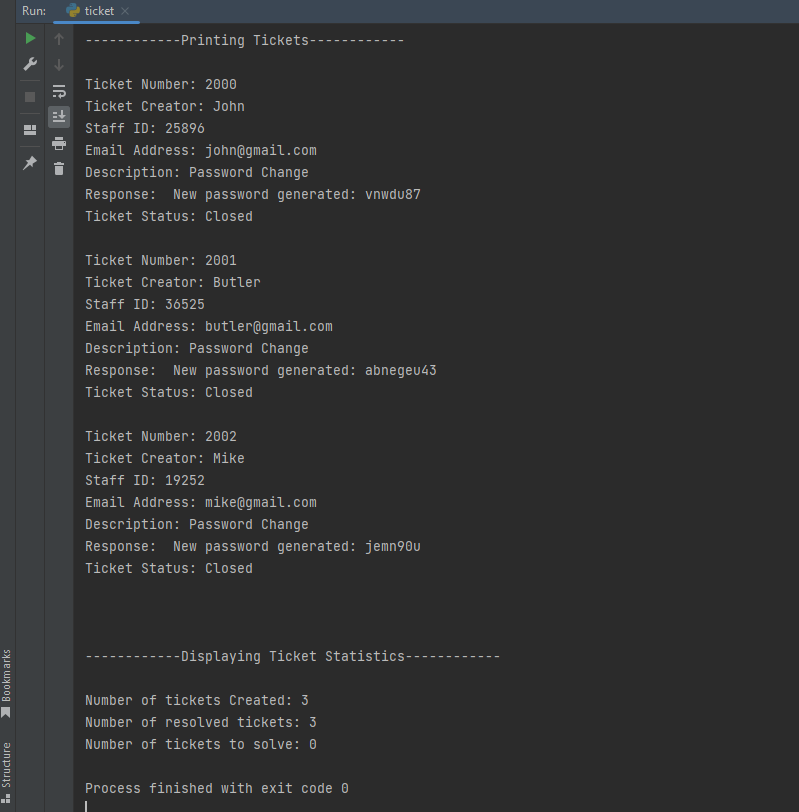 Run: ticket
------------Printing Tickets------------
Ticket Number: 2000
Ticket Creator: John
Staff ID: 25896
Email Address: john@gmail.com
Description: Password Change
Response:  New password generated: vnwdu87
Ticket Status: Closed
Ticket Number: 2001
Ticket Creator: Butler
Staff ID: 36525
Email Address: butler@gmail.com
Description: Password Change
Response:  New password generated: abnegeu43
Ticket Status: Closed
Ticket Number: 2002
Ticket Creator: Mike
Staff ID: 19252
Email Address: mike@gmail.com
Description: Password Change
Response:  New password generated: jemn90u
Ticket Status: Closed
------------Displaying Ticket Statistics------------
Number of tickets Created: 3
Number of resolved tickets: 3
Number of tickets to solve: 0
Process finished with exit code 0
Bookmarks
Structure